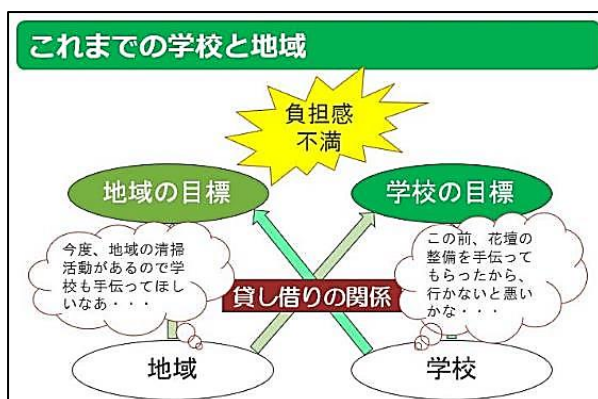 これまでの学校と地域
負担感
不満
地域の目標
学校の目標
今度、地域の清掃
活動があるので学
校も手伝ってほし
いなあ・・・
この前、花壇の
整備を手伝って
もらったから、
行かないと悪い
かな・・・
貸し借りの関係
地域
学校